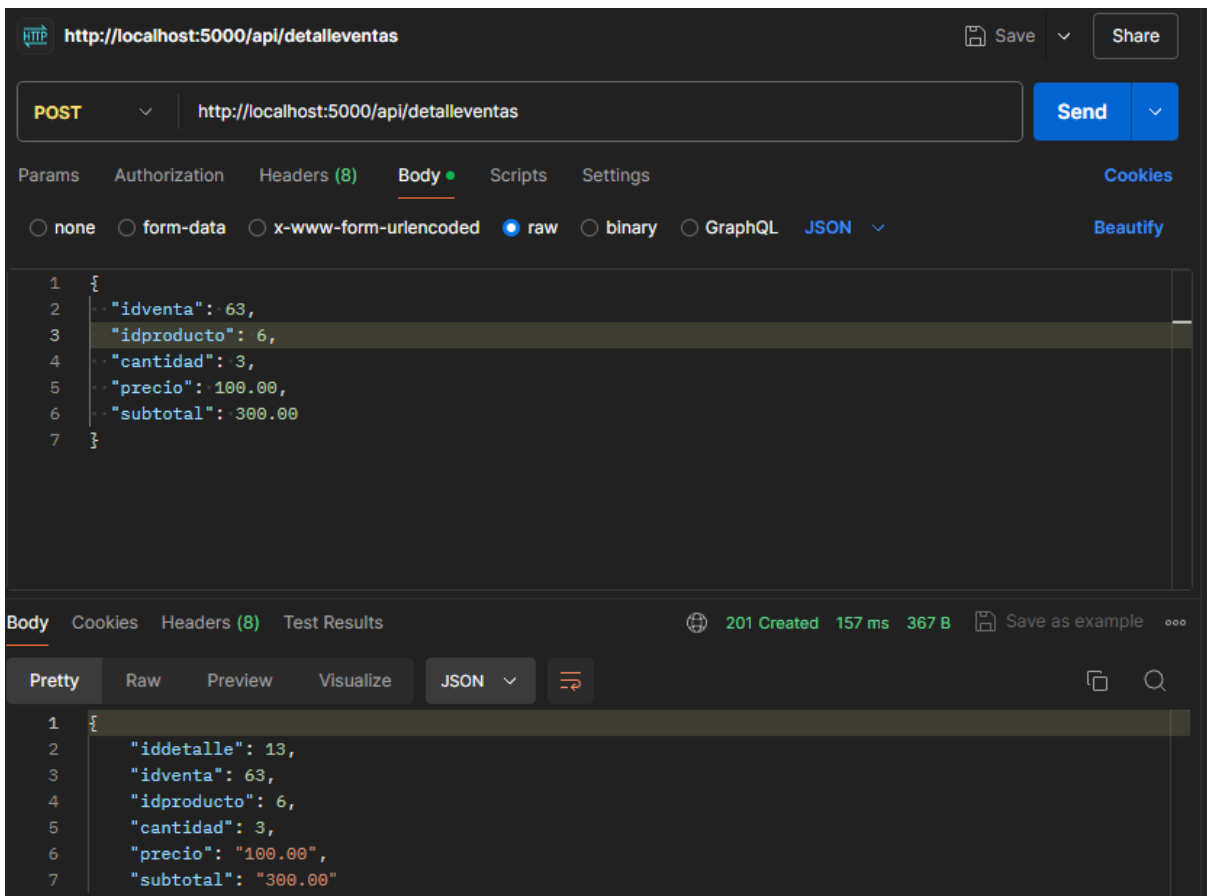 HTTP http://localhost:5000/api/detalleventas Save Share
POST http://localhost:5000/api/detalleventas Send
Params Authorization Headers (8) Body Scripts Settings Cookies
none form-data x-www-form-urlencoded raw binary GraphQL JSON Beautify
1 {
2 "idventa": 63,
3 "idproducto": 6,
4 "cantidad": 3,
5 "precio": 100.00,
6 "subtotal": 300.00
7 }
Body Cookies Headers (8) Test Results 201 Created 157 ms 367 B Save as example
Pretty Raw Preview Visualize JSON
1 {
2 "iddetalle": 13,
3 "idventa": 63,
4 "idproducto": 6,
5 "cantidad": 3,
6 "precio": "100.00",
7 "subtotal": "300.00"